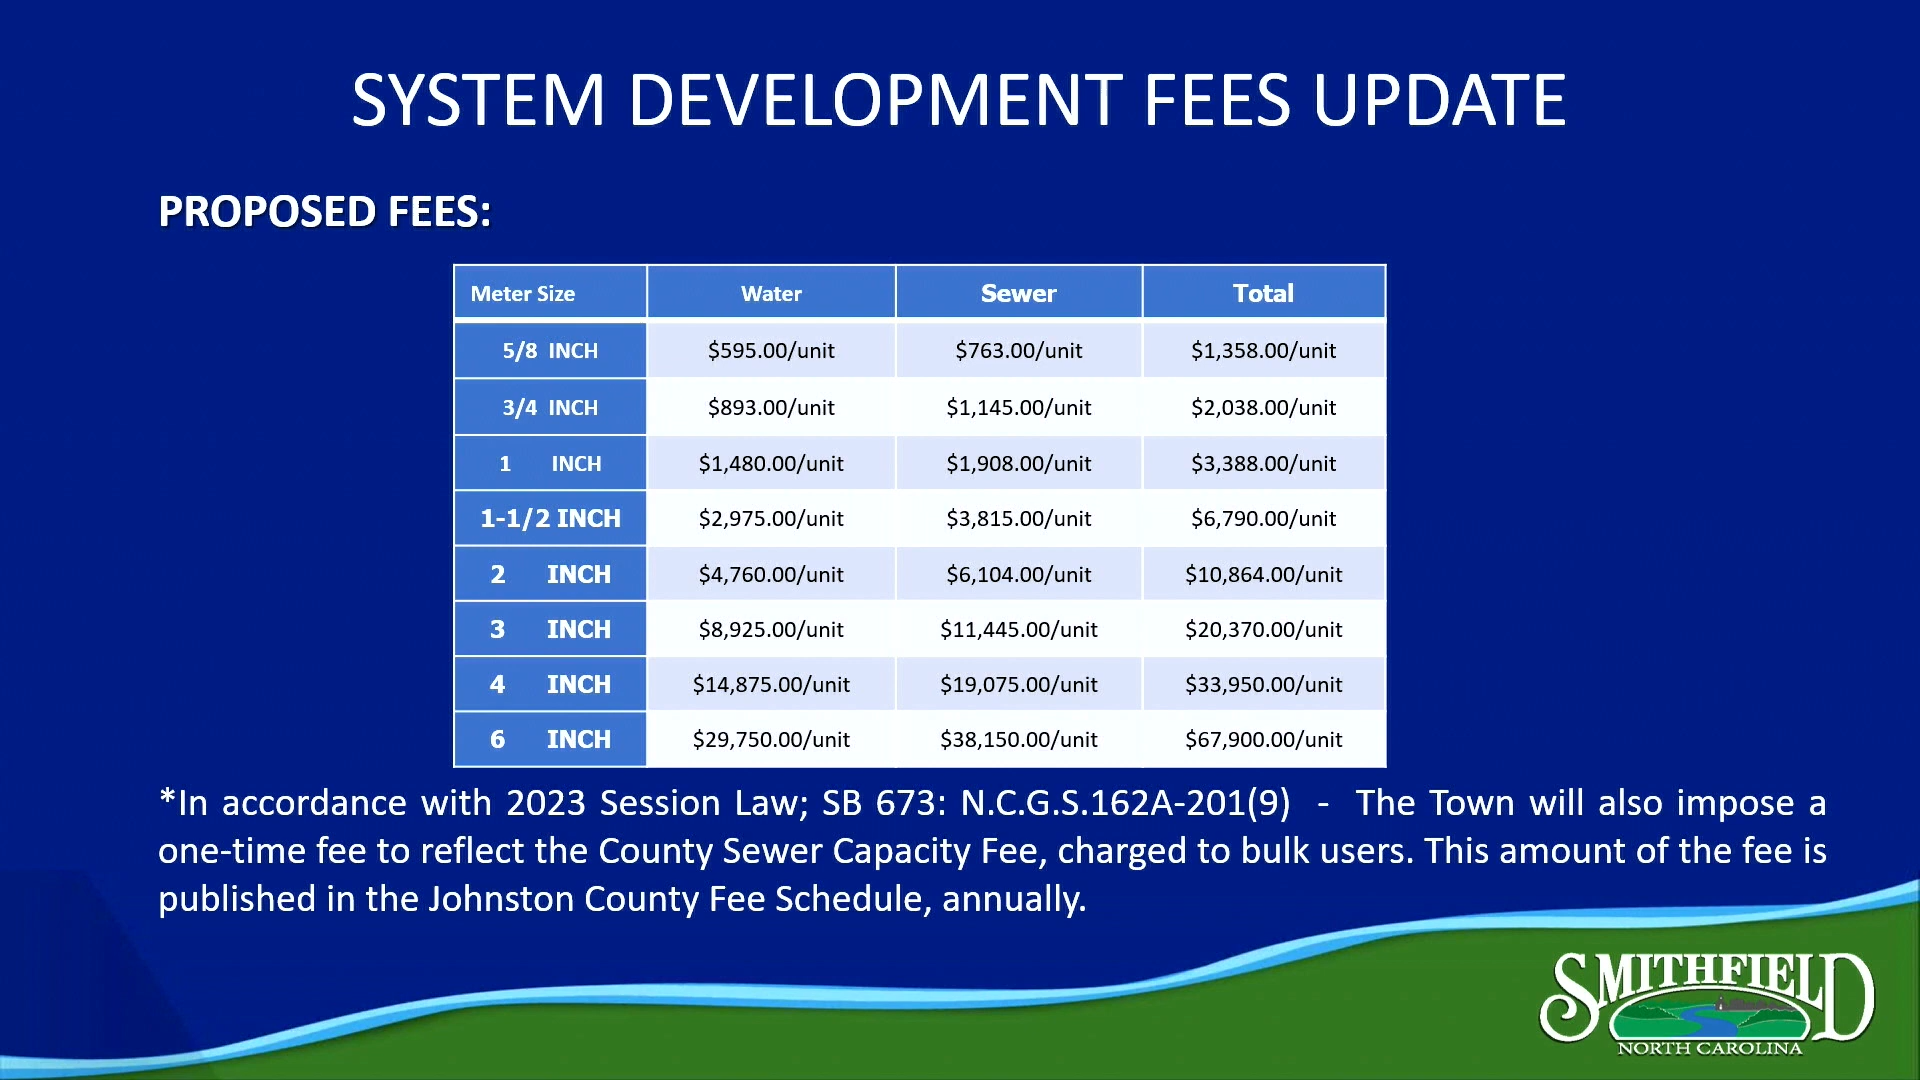 SYSTEM DEVELOPMENT FEES UPDATE
PROPOSED FEES:
Meter Size Water Sewer Total
5/8 INCH $595.00/unit $763.00/unit $1,358.00/unit
3/4 INCH $893.00/unit $1,145.00/unit $2,038.00/unit
1 INCH $1,480.00/unit $1,908.00/unit $3,388.00/unit
1-1/2 INCH $2,975.00/unit $3,815.00/unit $6,790.00/unit
2 INCH $4,760.00/unit $6,104.00/unit $10,864.00/unit
3 INCH $8,925.00/unit $11,445.00/unit $20,370.00/unit
4 INCH $14,875.00/unit $19,075.00/unit $33,950.00/unit
6 INCH $29,750.00/unit $38,150.00/unit $67,900.00/unit
*In accordance with 2023 Session Law; SB 673: N.C.G.S.162A-201(9) - The Town will also impose a
one-time fee to reflect the County Sewer Capacity Fee, charged to bulk users. This amount of the fee is
published in the Johnston County Fee Schedule, annually.
SMITHFIELD
NORTH CAROLINA